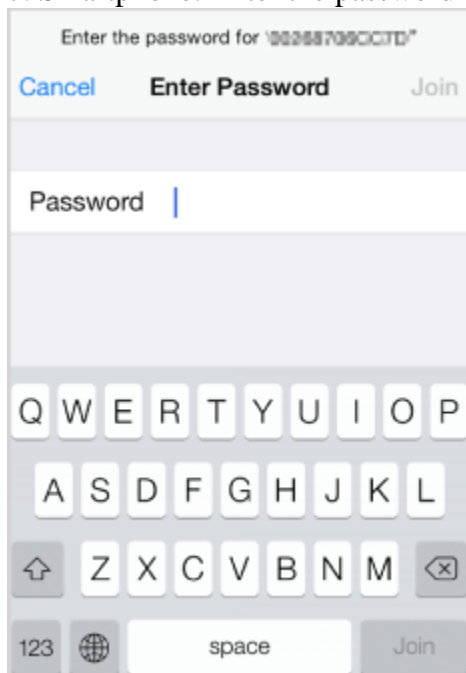 Enter the password for
Cancel Enter Password Join
Password
Q W E R T Y U I O P
A S D F G H J K L
Z X C V B N M
123 space Join